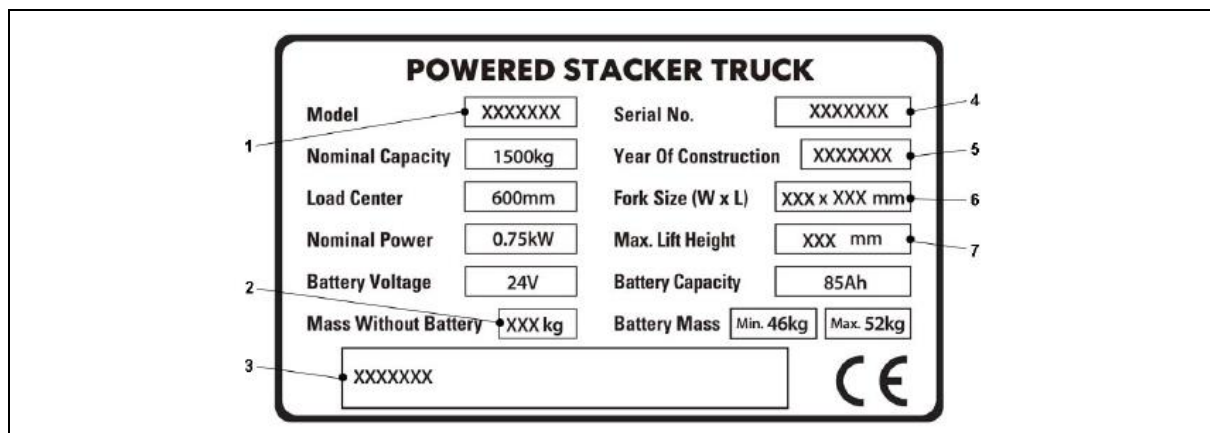 POWERED STACKER TRUCK
Model XXXXXXX Serial No. XXXXXXX 4
1
Nominal Capacity 1500kg Year Of Construction XXXXXXX 5
Load Center 600mm Fork Size (W x L) XXX x XXX mm 6
Nominal Power 0.75kW Max. Lift Height XXX mm 7
Battery Voltage 24V Battery Capacity 85Ah
2
Mass Without Battery XXX kg Battery Mass Min. 46kg Max. 52kg
3 XXXXXXX CE